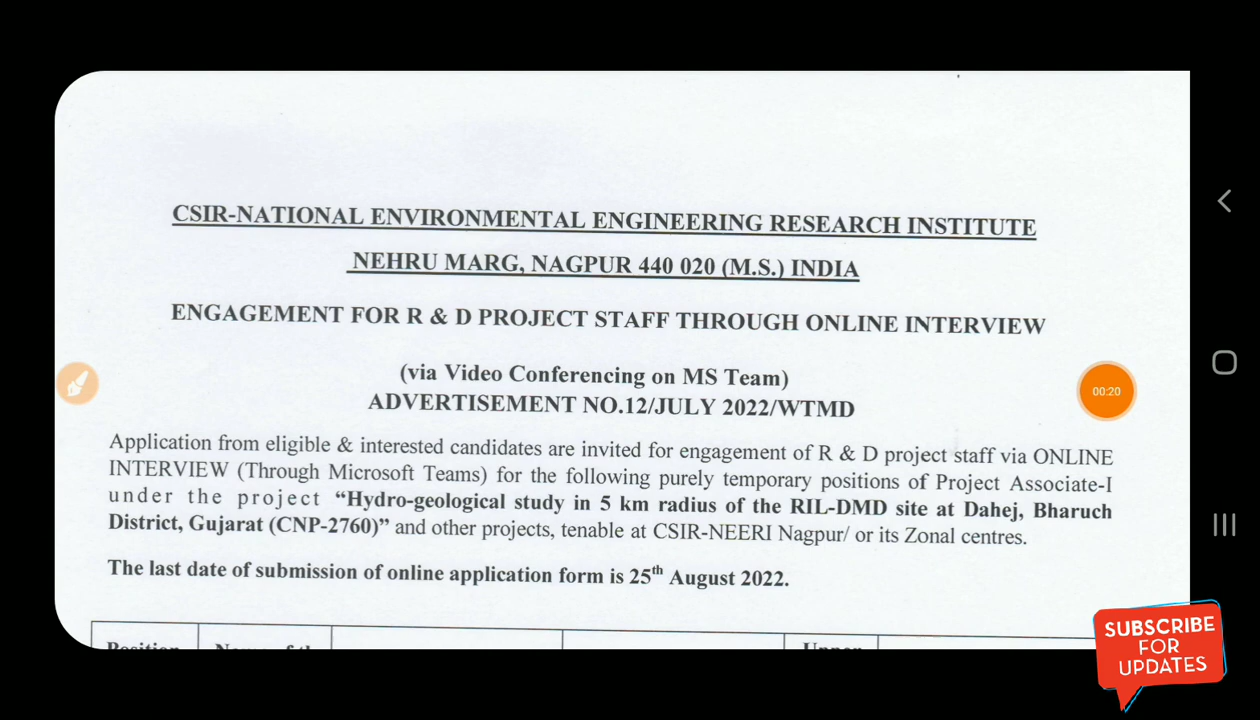 CSIR-NATIONAL ENVIRONMENTAL ENGINEERING RESEARCH INSTITUTE
NEHRU MARG, NAGPUR 440 020 (M.S.) INDIA
ENGAGEMENT FOR R & D PROJECT STAFF THROUGH ONLINE INTERVIEW
(via Video Conferencing on MS Team)
ADVERTISEMENT NO.12/JULY 2022/WTMD
00:20
Application from eligible & interested candidates are invited for engagement of R & D project staff via ONLINE
INTERVIEW (Through Microsoft Teams) for the following purely temporary positions of Project Associate-I
under the project “Hydro-geological study in 5 km radius of the RIL-DMD site at Dahej, Bharuch
District, Gujarat (CNP-2760)” and other projects, tenable at CSIR-NEERI Nagpur/ or its Zonal centres.
The last date of submission of online application form is 25th August 2022.
Position
SUBSCRIBE
FOR
UPDATES